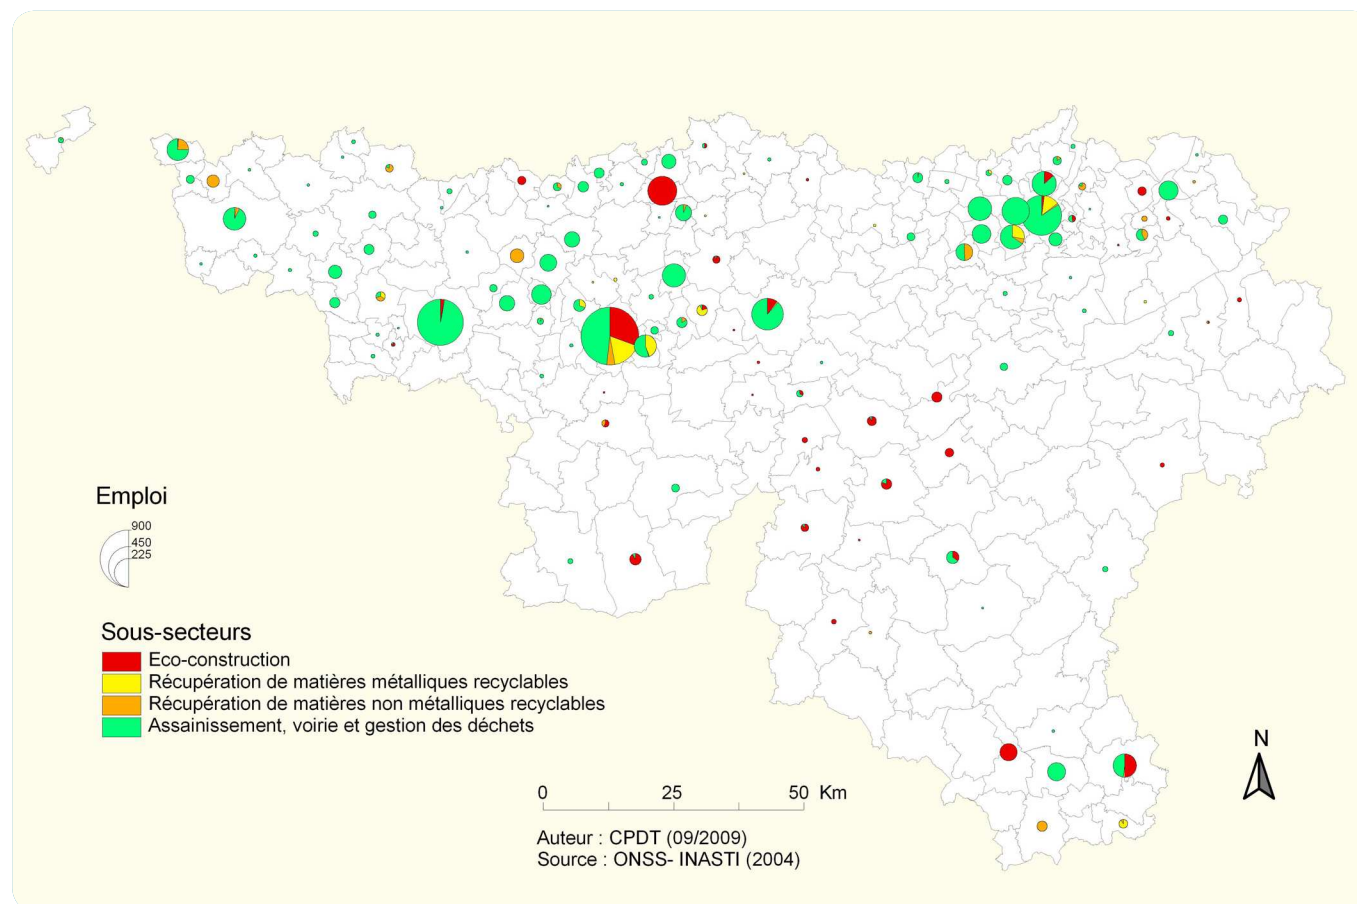 Emploi
900
450
225
Sous-secteurs
Eco-construction
Récupération de matières métalliques recyclables
Récupération de matières non métalliques recyclables
Assainissement, voirie et gestion des déchets
N
0 25 50 Km
Auteur : CPDT (09/2009)
Source : ONSS- INASTI (2004)